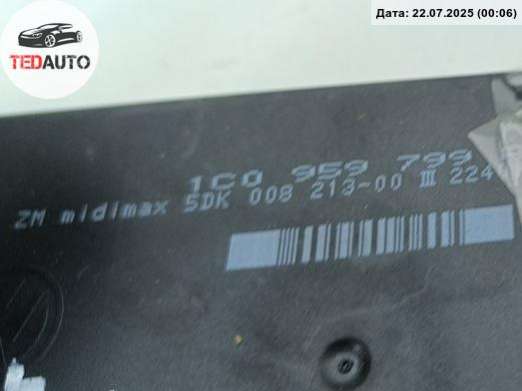 Дата: 22.07.2025 (00:06)
TEDAUTO
1C0 959 799
ZM midimax 5DK 008 213-00 III 224